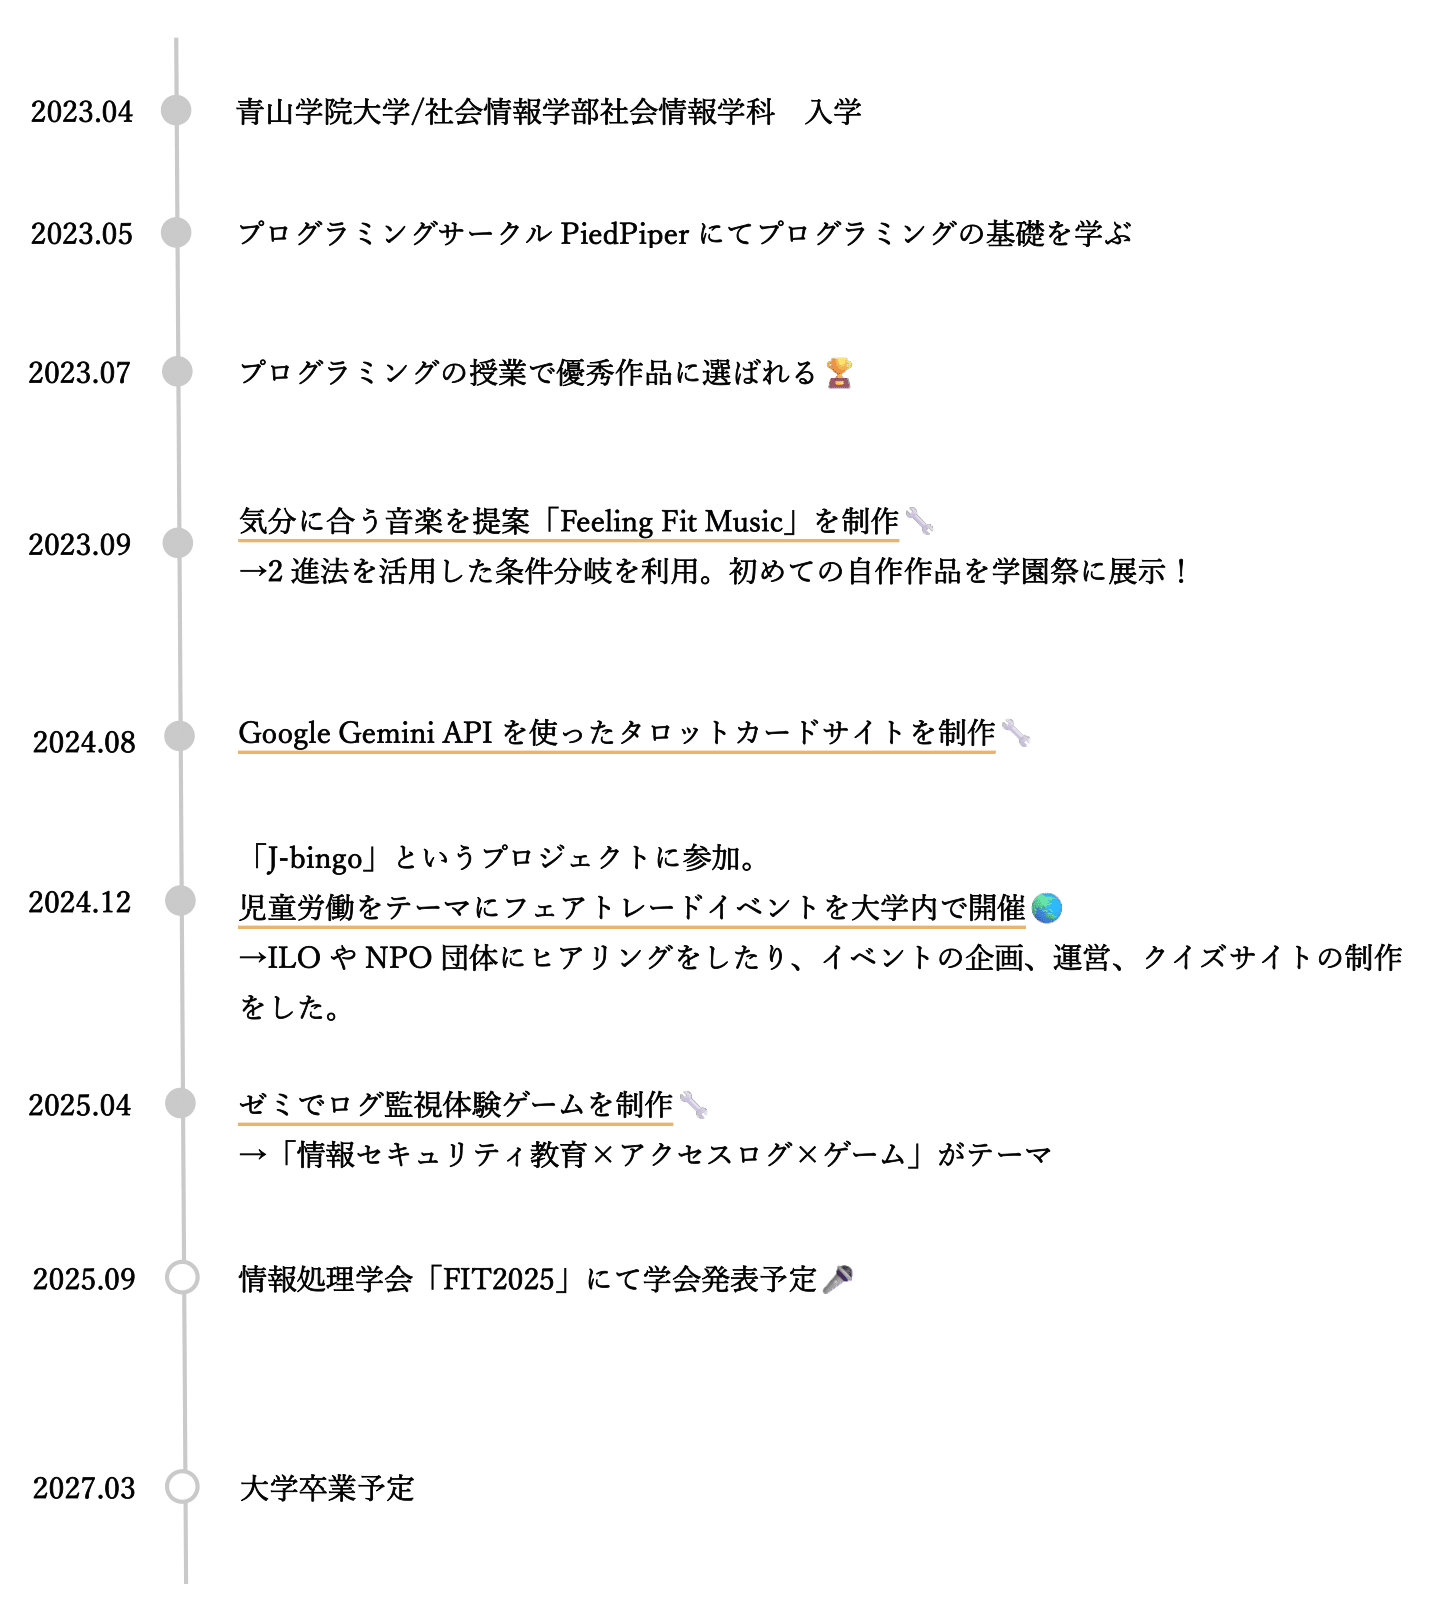 2023.04 青山学院大学/社会情報学部社会情報学科　入学
2023.05 プログラミングサークル PiedPiper にてプログラミングの基礎を学ぶ
2023.07 プログラミングの授業で優秀作品に選ばれる🏆
2023.09
気分に合う音楽を提案「Feeling Fit Music」を制作🔧
→2 進法を活用した条件分岐を利用。初めての自作作品を学園祭に展示！
2024.08 Google Gemini API を使ったタロットカードサイトを制作🔧
2024.12
「J-bingo」というプロジェクトに参加。
児童労働をテーマにフェアトレードイベントを大学内で開催🌏
→ILO や NPO 団体にヒアリングをしたり、イベントの企画、運営、クイズサイトの制作
をした。
2025.04 ゼミでログ監視体験ゲームを制作🔧
→「情報セキュリティ教育×アクセスログ×ゲーム」がテーマ
2025.09 情報処理学会「FIT2025」にて学会発表予定🎤
2027.03 大学卒業予定